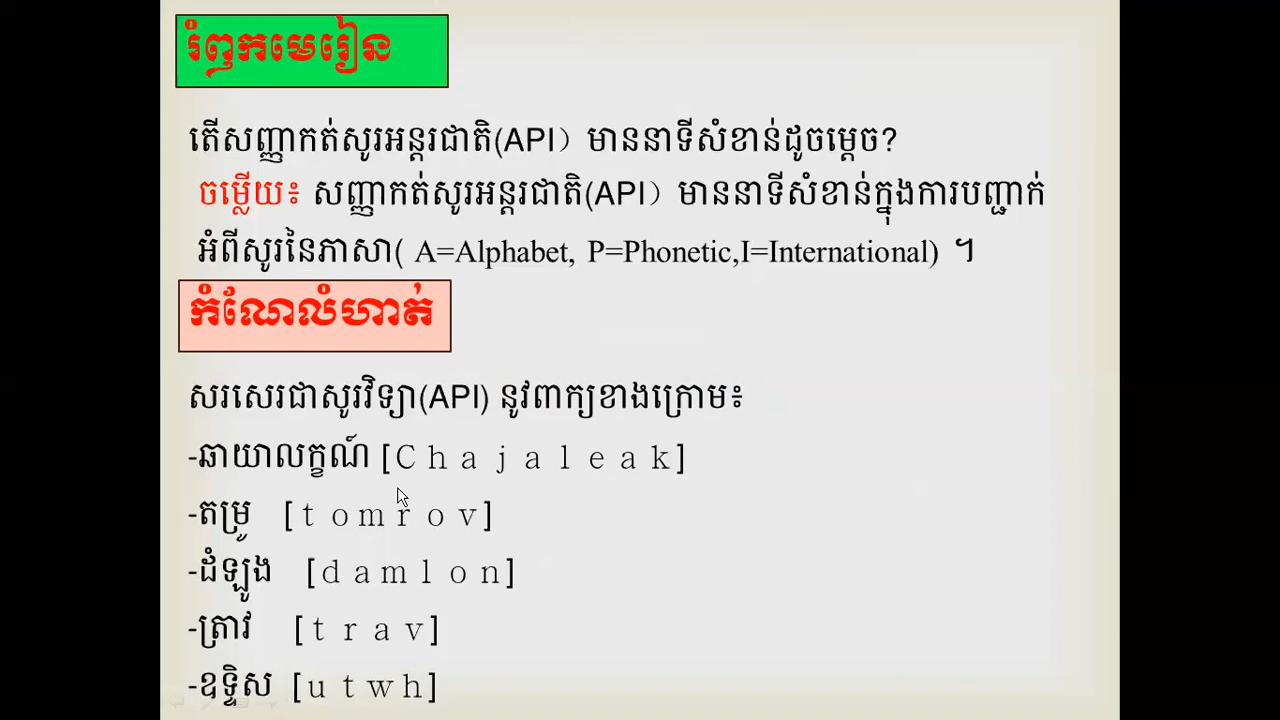 រំឭកមេរៀន
តើសញ្ញាកត់សូរអន្តរជាតិ(API) មាននាទីសំខាន់ដូចម្ដេច?
ចម្លើយ៖ សញ្ញាកត់សូរអន្តរជាតិ(API) មាននាទីសំខាន់ក្នុងការបញ្ជាក់
អំពីសូរនៃភាសា( A=Alphabet, P=Phonetic,I=International) ។
កំណែលំហាត់
សរសេរជាសូរវិទ្យា(API) នូវពាក្យខាងក្រោម៖
-ឆាយាលក្ខណ៍ [Chajaleak]
-តម្រូ [tomrov]
-ដំឡូង [damlon]
-ត្រាវ [trav]
-ឧទ្ទិស [utwh]